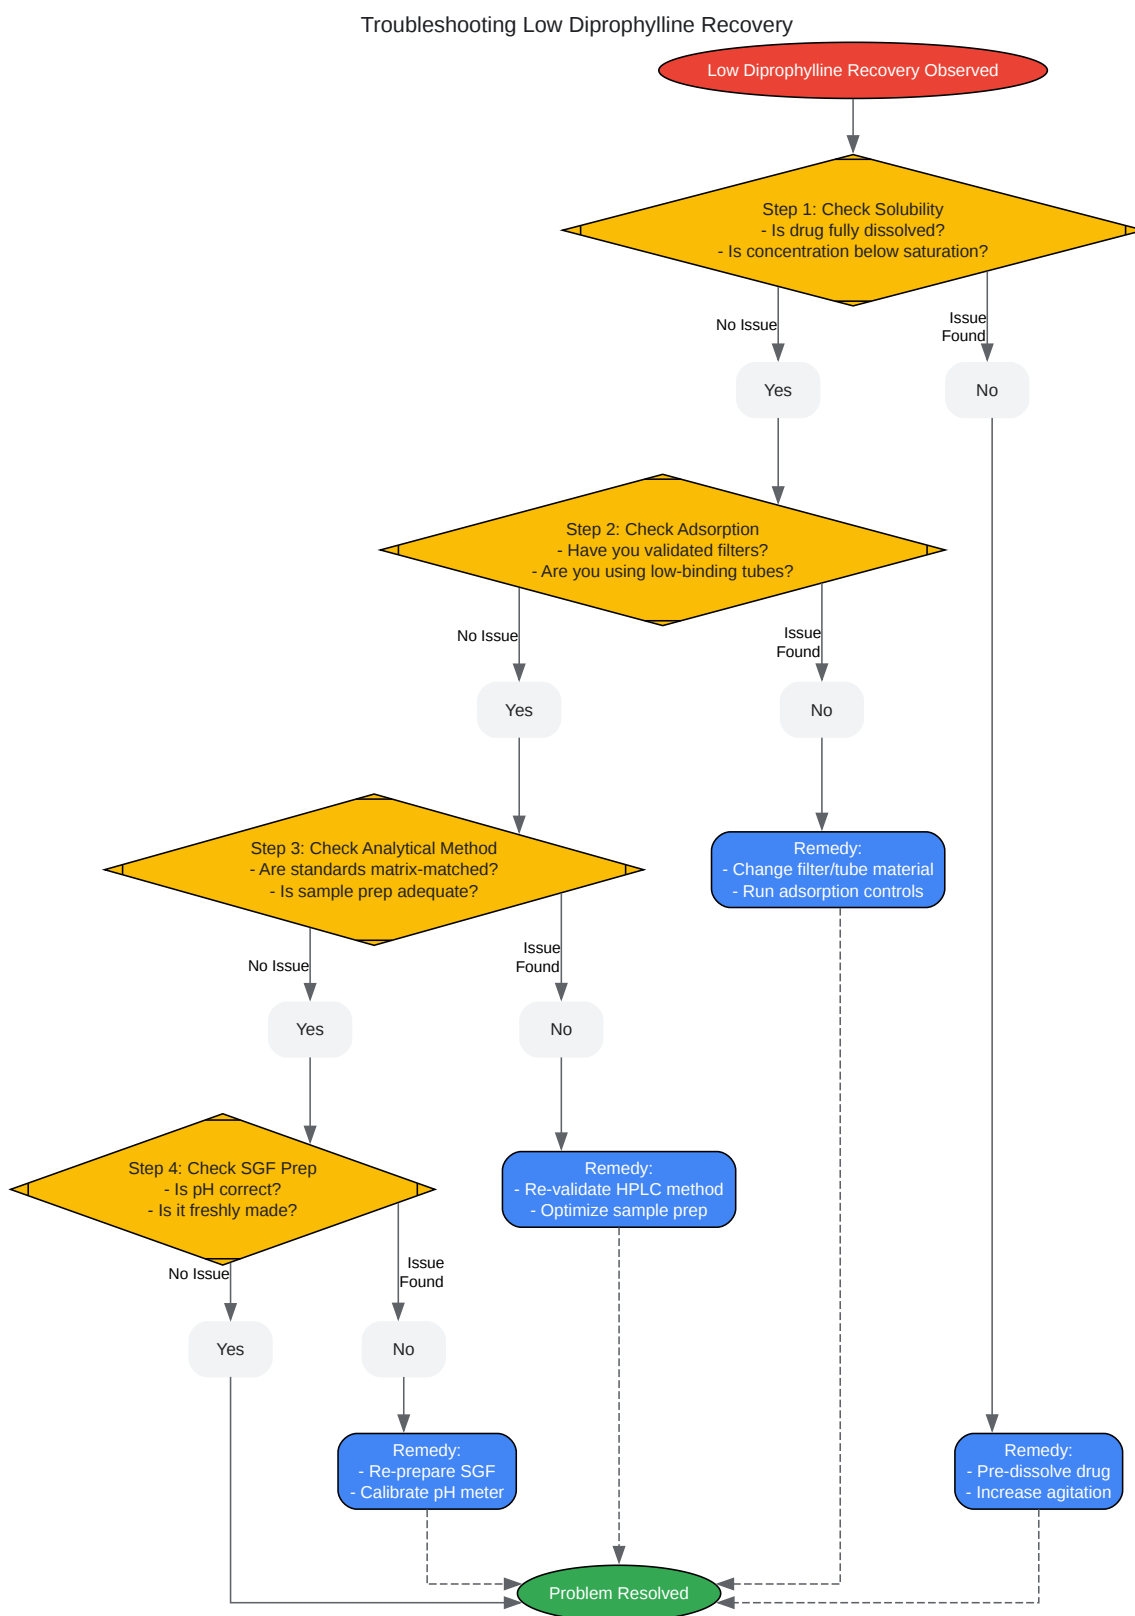 Troubleshooting Low Diprophylline Recovery
Low Diprophylline Recovery Observed
Step 1: Check Solubility
- Is drug fully dissolved?
- Is concentration below saturation?
No Issue
Issue
Found
Yes
No
Step 2: Check Adsorption
- Have you validated filters?
- Are you using low-binding tubes?
No Issue
Issue
Found
Yes
No
Step 3: Check Analytical Method
- Are standards matrix-matched?
- Is sample prep adequate?
Remedy:
- Change filter/tube material
- Run adsorption controls
No Issue
Issue
Found
Yes
No
Step 4: Check SGF Prep
- Is pH correct?
- Is it freshly made?
Remedy:
- Re-validate HPLC method
- Optimize sample prep
No Issue
Issue
Found
Yes
No
Remedy:
- Re-prepare SGF
- Calibrate pH meter
Remedy:
- Pre-dissolve drug
- Increase agitation
Problem Resolved